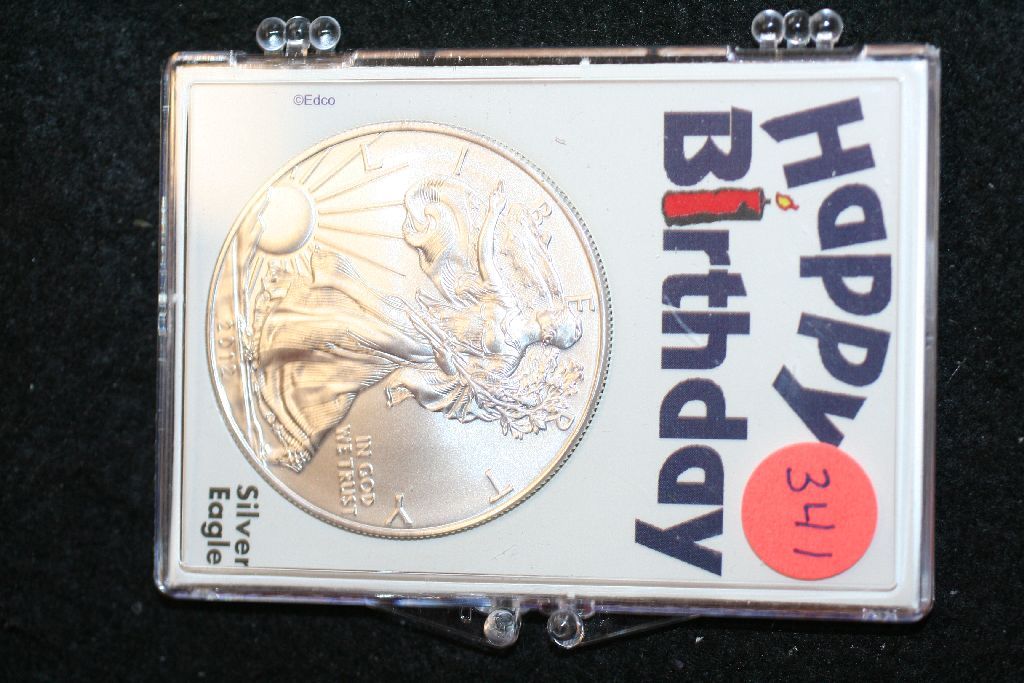 Happy
Birthday
341
©Edco
LIBERTY
IN GOD
WE TRUST
2012
Silver
Eagle